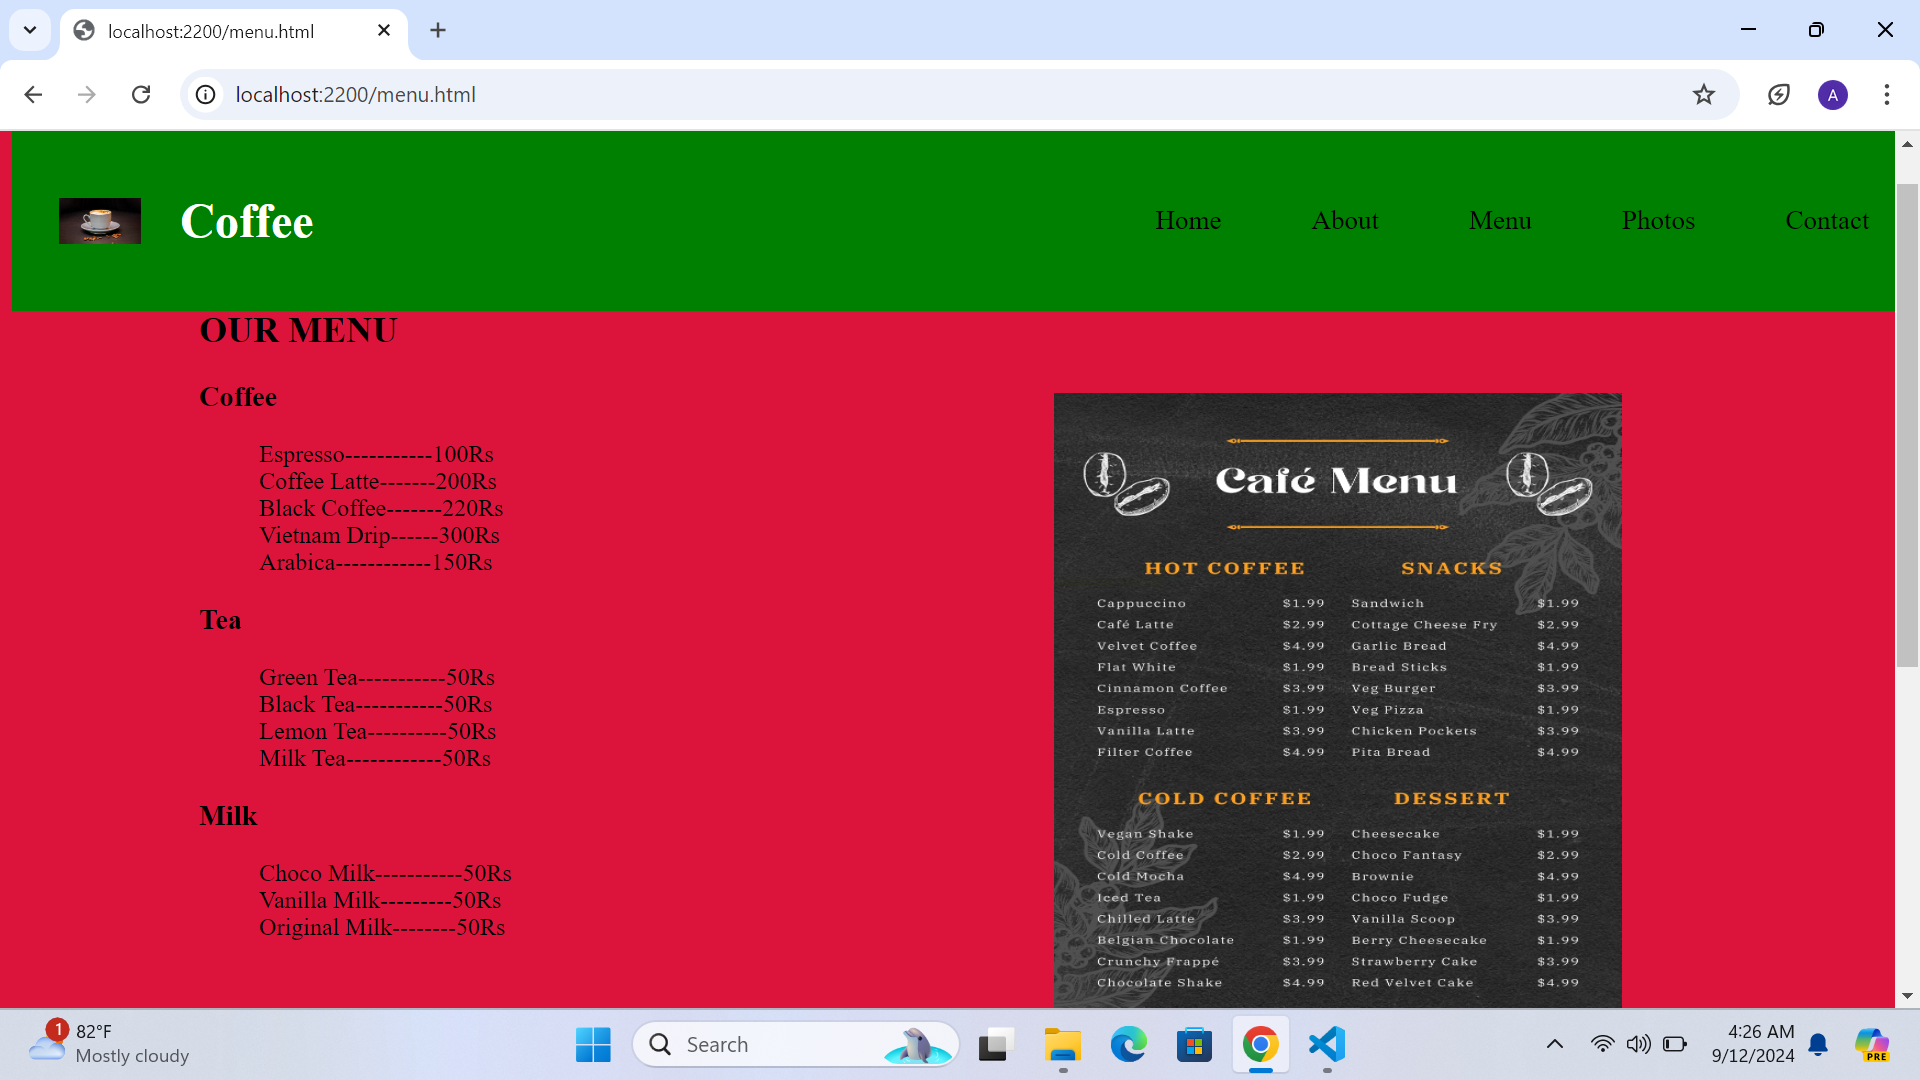 localhost:2200/menu.html
localhost:2200/menu.html
A
Coffee
Home About Menu Photos Contact
OUR MENU
Coffee
Espresso-----------100Rs
Coffee Latte-------200Rs
Black Coffee-------220Rs
Vietnam Drip------300Rs
Arabica------------150Rs
Tea
Green Tea-----------50Rs
Black Tea-----------50Rs
Lemon Tea----------50Rs
Milk Tea------------50Rs
Milk
Choco Milk-----------50Rs
Vanilla Milk---------50Rs
Original Milk--------50Rs
Café Menu
HOT COFFEE
Cappuccino $1.99
Café Latte $2.99
Velvet Coffee $4.99
Flat White $1.99
Cinnamon Coffee $3.99
Espresso $1.99
Vanilla Latte $3.99
Filter Coffee $4.99
SNACKS
Sandwich $1.99
Cottage Cheese Fry $2.99
Garlic Bread $4.99
Bread Sticks $1.99
Veg Burger $3.99
Veg Pizza $1.99
Chicken Pockets $3.99
Pita Bread $4.99
COLD COFFEE
Vegan Shake $1.99
Cold Coffee $2.99
Cold Mocha $4.99
Iced Tea $1.99
Chilled Latte $3.99
Belgian Chocolate $1.99
Crunchy Frappé $3.99
Chocolate Shake $4.99
DESSERT
Cheesecake $1.99
Choco Fantasy $2.99
Brownie $4.99
Choco Fudge $1.99
Vanilla Scoop $3.99
Berry Cheesecake $1.99
Strawberry Cake $3.99
Red Velvet Cake $4.99
1
82°F
Mostly cloudy
Search
4:26 AM
9/12/2024
PRE